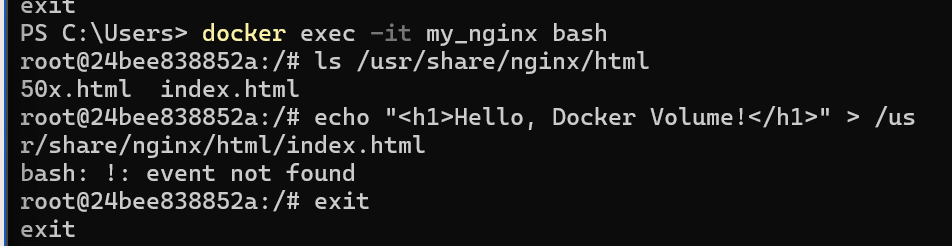 exit
PS C:\Users> docker exec -it my_nginx bash
root@24bee838852a:/# ls /usr/share/nginx/html
50x.html  index.html
root@24bee838852a:/# echo "<h1>Hello, Docker Volume!</h1>" > /us
r/share/nginx/html/index.html
bash: !: event not found
root@24bee838852a:/# exit
exit